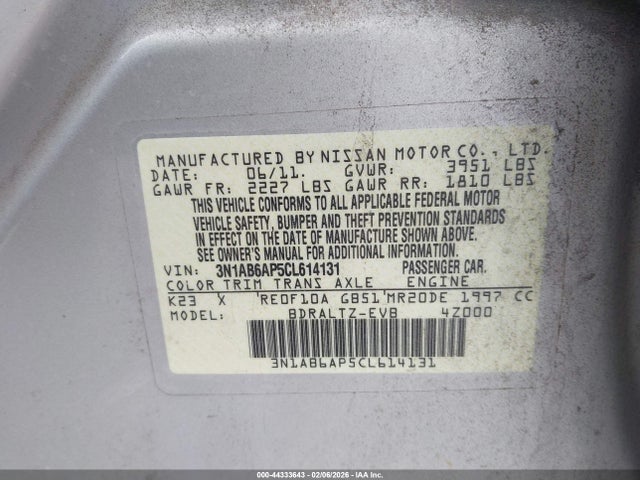 MANUFACTURED BY NISSAN MOTOR CO., LTD.
DATE: 06/11. GVWR: 3951 LBS
GAWR FR: 2227 LBS GAWR RR: 1810 LBS
THIS VEHICLE CONFORMS TO ALL APPLICABLE FEDERAL MOTOR
VEHICLE SAFETY, BUMPER AND THEFT PREVENTION STANDARDS
IN EFFECT ON THE DATE OF MANUFACTURE SHOWN ABOVE.
SEE OWNER'S MANUAL FOR ADDITIONAL INFORMATION.
VIN: 3N1AB6AP5CL614131 PASSENGER CAR.
COLOR TRIM TRANS AXLE ENGINE
K23 X RE0F10A GB51 MR20DE 1997 CC
MODEL: BDRALTZ-EVB 4Z000
3N1AB6AP5CL614131
000-44333643 - 02/06/2026 - IAA Inc.